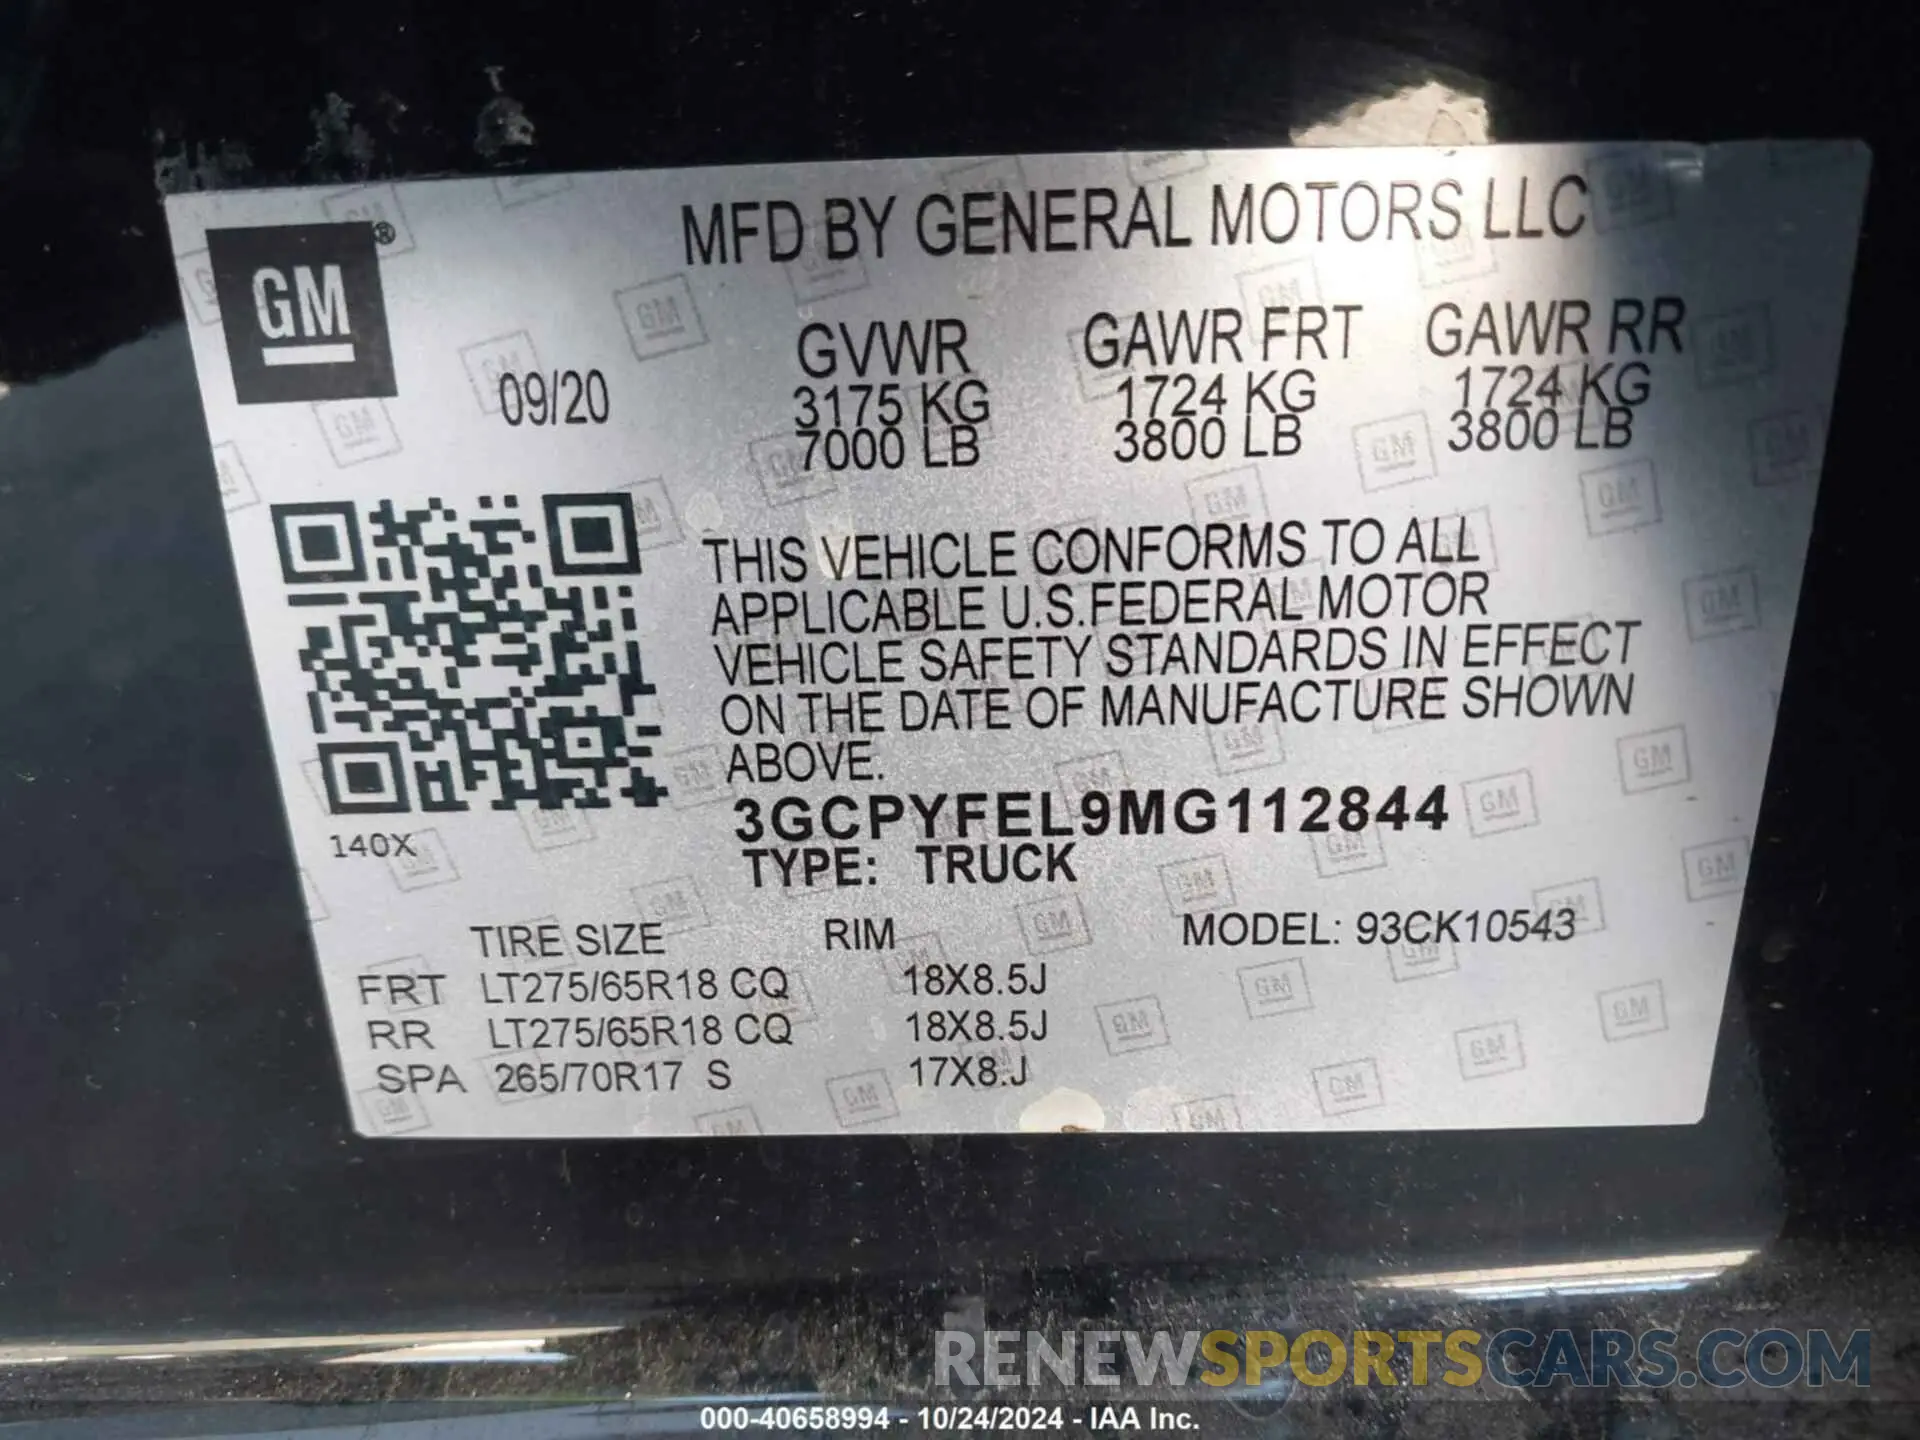 MFD BY GENERAL MOTORS LLC
GM®
09/20
GVWR GAWR FRT GAWR RR
3175 KG 1724 KG 1724 KG
7000 LB 3800 LB 3800 LB
THIS VEHICLE CONFORMS TO ALL
APPLICABLE U.S.FEDERAL MOTOR
VEHICLE SAFETY STANDARDS IN EFFECT
ON THE DATE OF MANUFACTURE SHOWN
ABOVE.
3GCPYFEL9MG112844
140X
TYPE: TRUCK
TIRE SIZE RIM MODEL: 93CK10543
FRT LT275/65R18 CQ 18X8.5J
RR LT275/65R18 CQ 18X8.5J
SPA 265/70R17 S 17X8.J
RENEWSPORTSCARS.COM
000-40658994 - 10/24/2024 - IAA Inc.